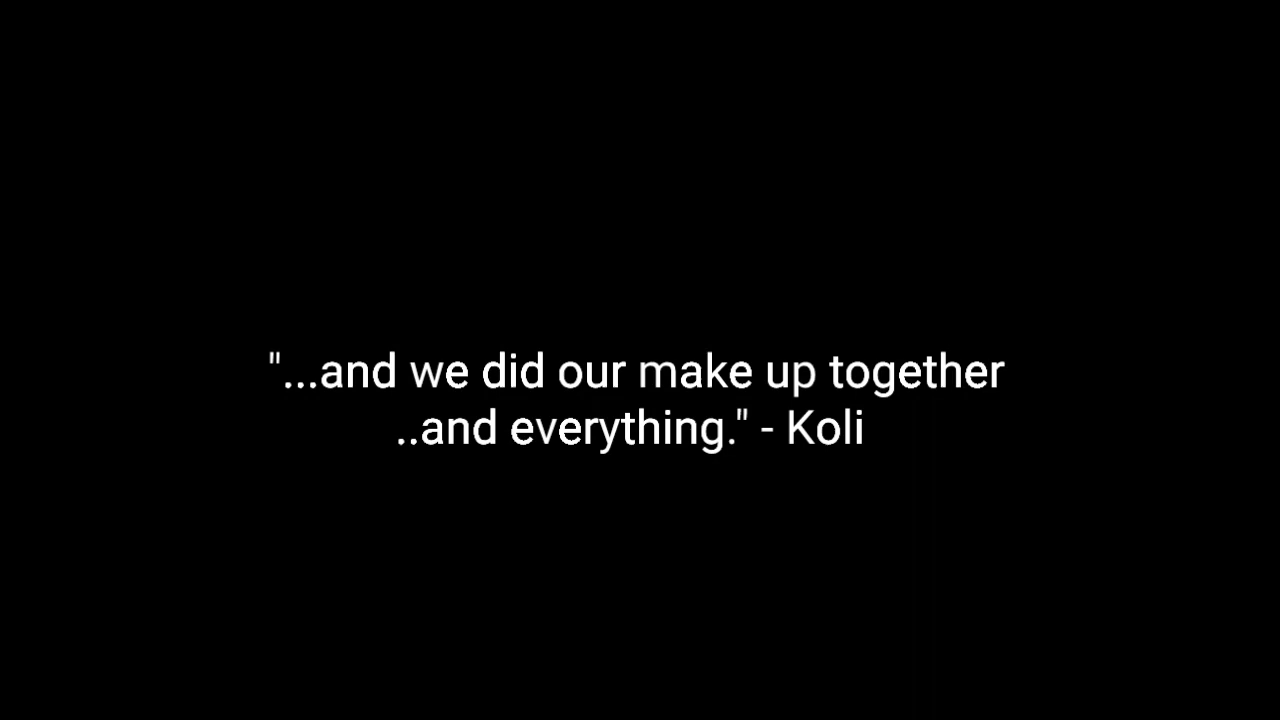 "...and we did our make up together
..and everything." - Koli